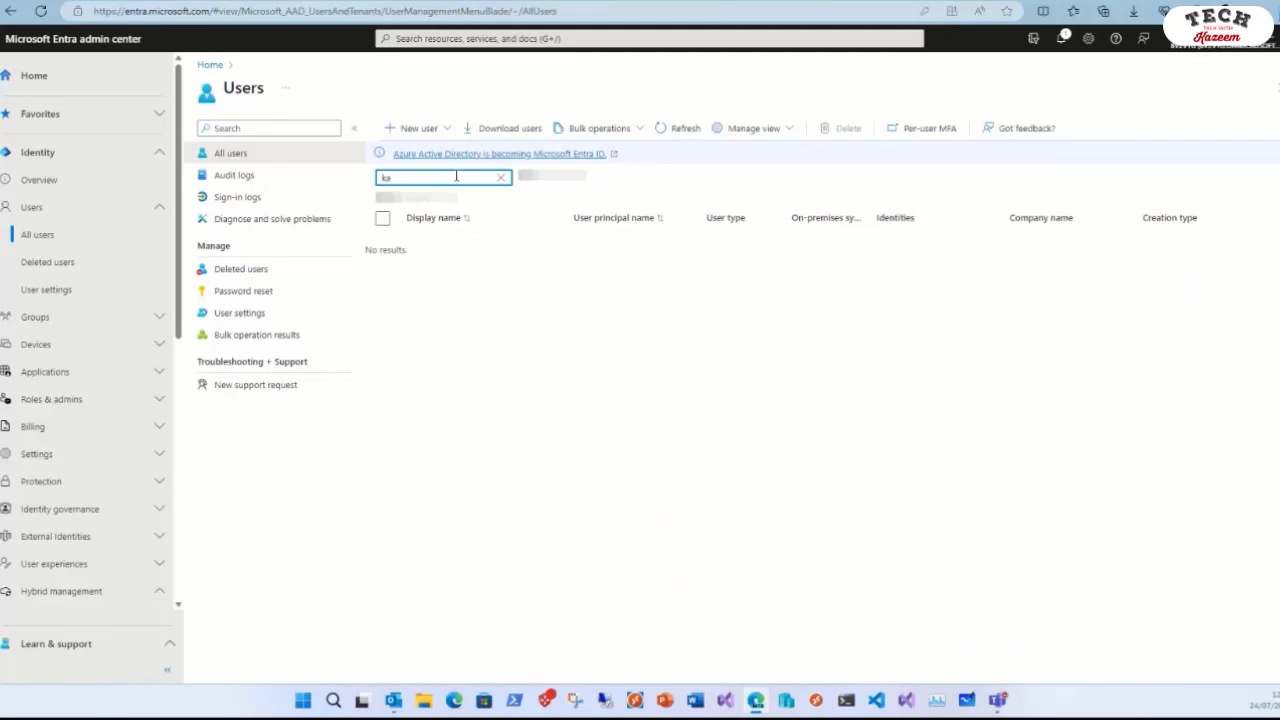 https://entra.microsoft.com/#view/Microsoft_AAD_UsersAndTenants/UserManagementMenuBlade/~/AllUsers
TECH
TALK WITH
Kazeem
Microsoft Entra admin center
Search resources, services, and docs (G+/)
1
Home
Favorites
Identity
Overview
Users
All users
Deleted users
User settings
Groups
Devices
Applications
Roles & admins
Billing
Settings
Protection
Identity governance
External Identities
User experiences
Hybrid management
Learn & support
«
Home >
Users ...
Search «
All users
Audit logs
Sign-in logs
Diagnose and solve problems
Manage
Deleted users
Password reset
User settings
Bulk operation results
Troubleshooting + Support
New support request
New user Download users Bulk operations Refresh Manage view Delete Per-user MFA Got feedback?
Azure Active Directory is becoming Microsoft Entra ID.
ka
Display name User principal name User type On-premises sy... Identities Company name Creation type
No results.